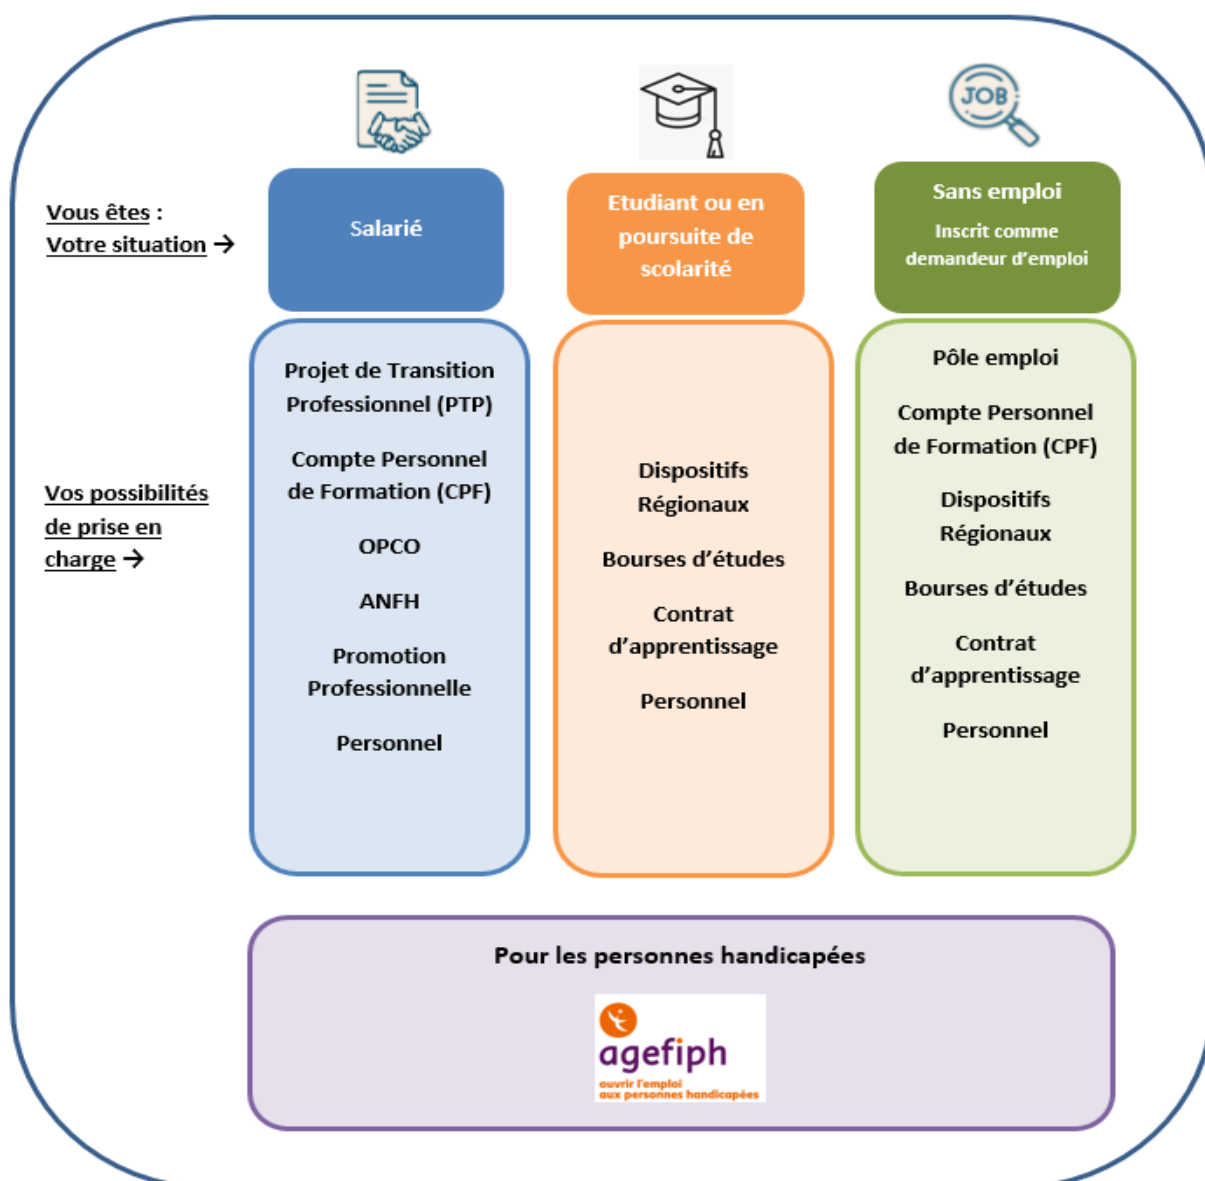 JOB
Vous êtes :
Votre situation →
Salarié
Etudiant ou en
poursuite de
scolarité
Sans emploi
Inscrit comme
demandeur d'emploi
Vos possibilités
de prise en
charge →
Projet de Transition
Professionnel (PTP)
Compte Personnel
de Formation (CPF)
OPCO
ANFH
Promotion
Professionnelle
Personnel
Dispositifs
Régionaux
Bourses d'études
Contrat
d'apprentissage
Personnel
Pôle emploi
Compte Personnel
de Formation (CPF)
Dispositifs
Régionaux
Bourses d'études
Contrat
d'apprentissage
Personnel
Pour les personnes handicapées
agefiph
ouvrir l'emploi
aux personnes handicapées